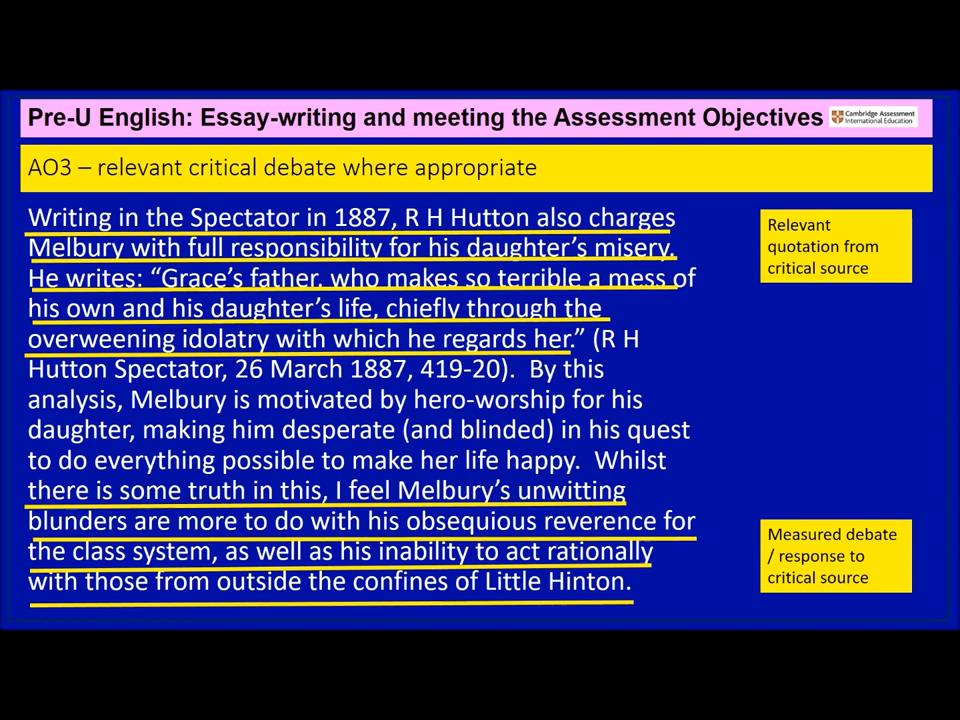 Pre-U English: Essay-writing and meeting the Assessment Objectives
Cambridge Assessment
International Education
AO3 – relevant critical debate where appropriate
Writing in the Spectator in 1887, R H Hutton also charges
Melbury with full responsibility for his daughter's misery.
He writes: “Grace's father, who makes so terrible a mess of
his own and his daughter's life, chiefly through the
overweening idolatry with which he regards her.” (R H
Hutton Spectator, 26 March 1887, 419-20). By this
analysis, Melbury is motivated by hero-worship for his
daughter, making him desperate (and blinded) in his quest
to do everything possible to make her life happy. Whilst
there is some truth in this, I feel Melbury's unwitting
blunders are more to do with his obsequious reverence for
the class system, as well as his inability to act rationally
with those from outside the confines of Little Hinton.
Relevant
quotation from
critical source
Measured debate
/ response to
critical source